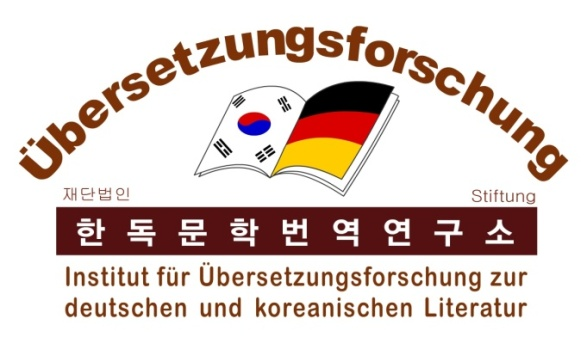 Übersetzungsforschung
재단법인 Stiftung
한독문학번역연구소
Institut für Übersetzungsforschung zur
deutschen und koreanischen Literatur